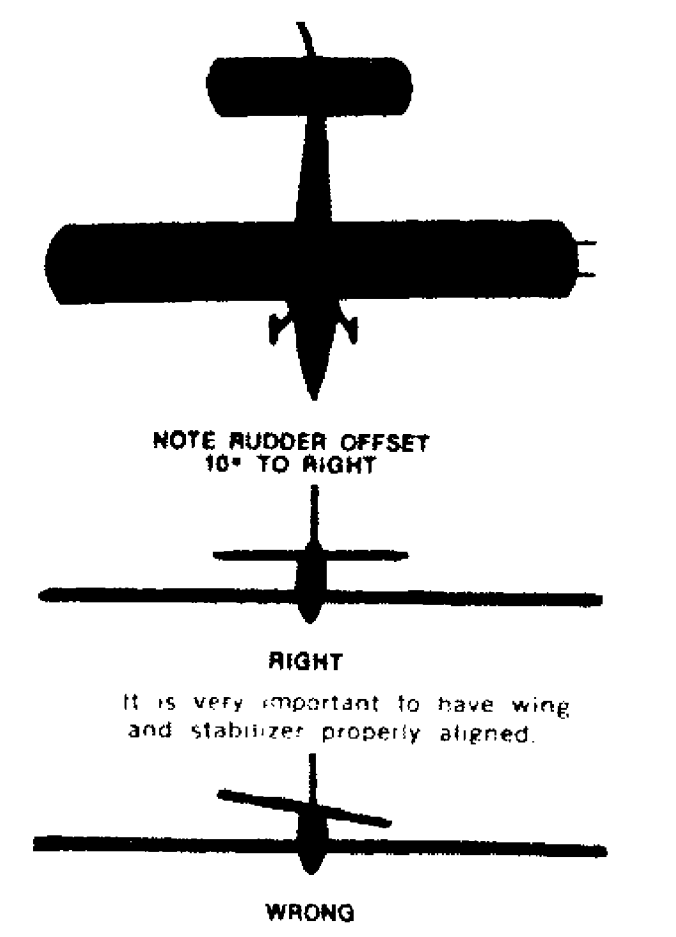 NOTE RUDDER OFFSET
10° TO RIGHT
RIGHT
It is very important to have wing
and stabilizer properly aligned.
WRONG